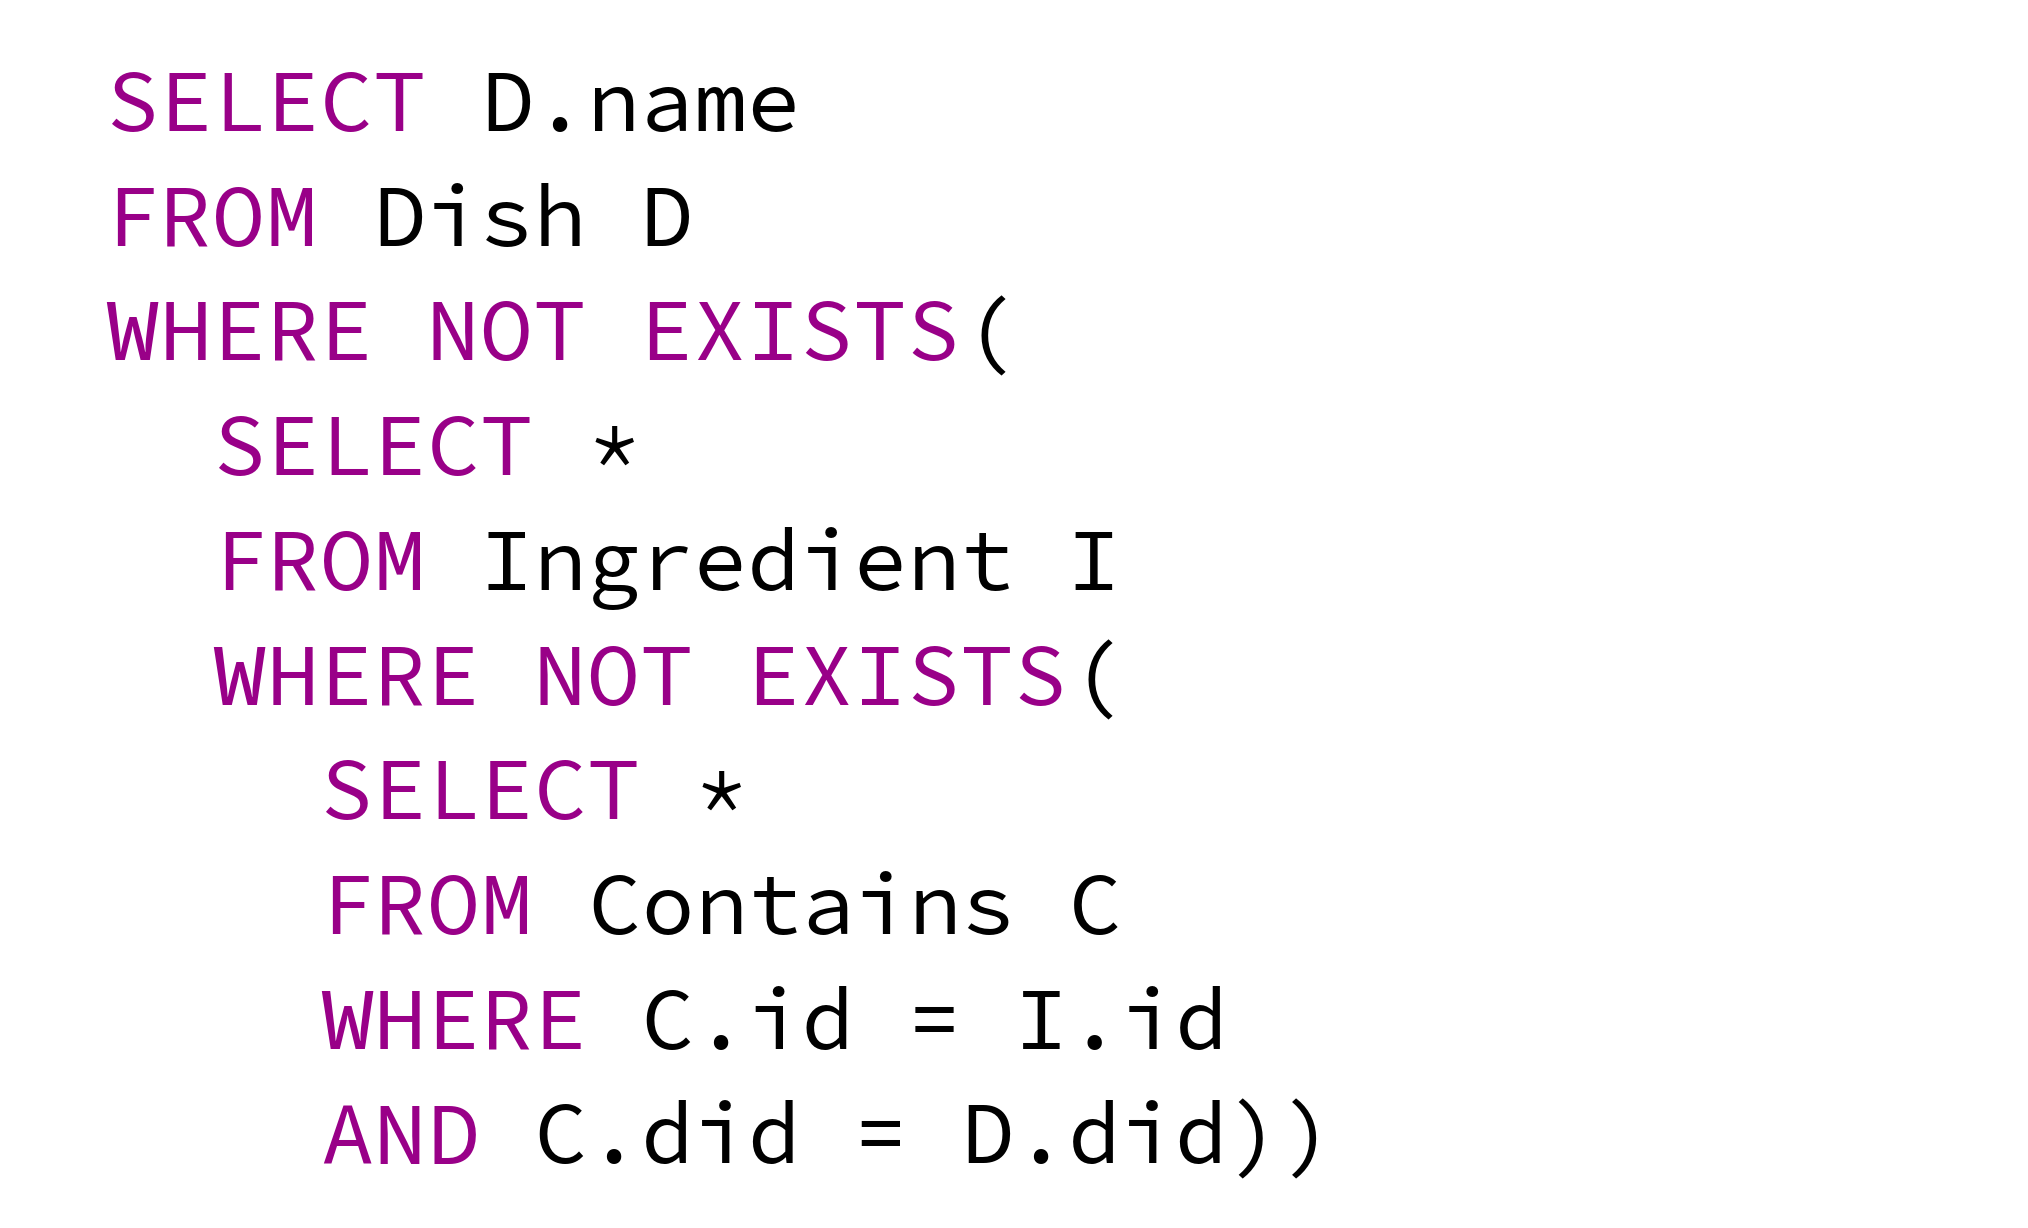 SELECT D.name
FROM Dish D
WHERE NOT EXISTS(
SELECT *
FROM Ingredient I
WHERE NOT EXISTS(
SELECT *
FROM Contains C
WHERE C.id = I.id
AND C.did = D.did))